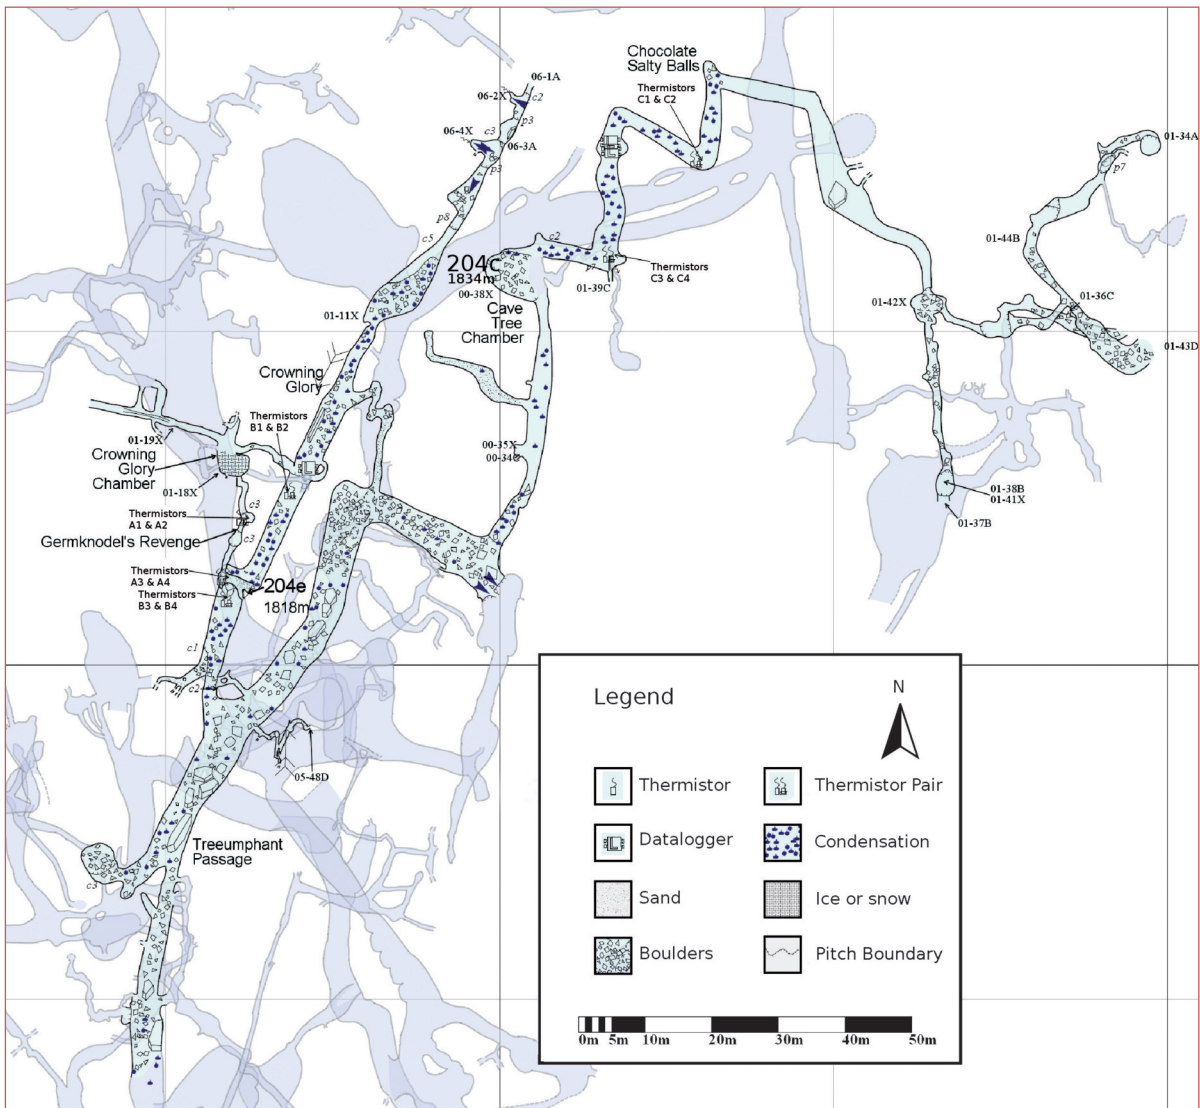 Chocolate
Salty Balls
Thermistors
C1 & C2
06-1A
06-2X
c2
p3
06-4X
c3
06-3A
p3
01-34A
p7
p8
c5
c2
01-44B
204c
1834m
00-38X
Thermistors
C3 & C4
01-39C
01-42X
01-36C
01-11X
Cave
Tree
Chamber
01-43D
Crowning
Glory
Thermistors
B1 & B2
01-19X
Crowning
Glory
Chamber
00-35X
00-34C
01-18X
01-38B
01-41X
c3
Thermistors
A1 & A2
01-37B
Germknodel's Revenge
c3
Thermistors
A3 & A4
204e
Thermistors
B3 & B4
1818m
c1
c2
05-48D
Treeumphant
Passage
c3
Legend
N
Thermistor
Thermistor Pair
Datalogger
Condensation
Sand
Ice or snow
Boulders
Pitch Boundary
0m 5m 10m 20m 30m 40m 50m